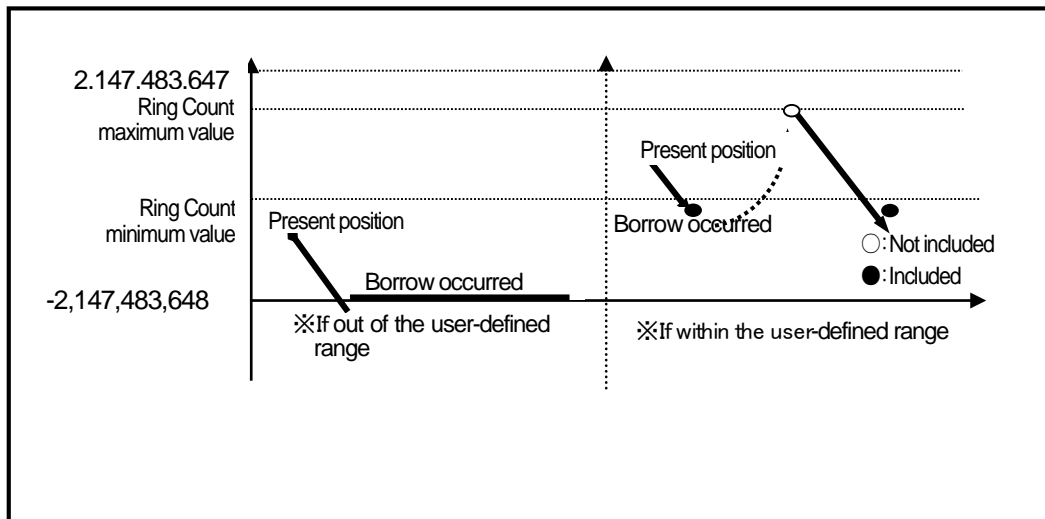 2.147.483.647
Ring Count
maximum value
Present position
Ring Count
minimum value
Present position
Borrow occurred
○: Not included
●: Included
Borrow occurred
-2,147,483,648
※If out of the user-defined
range
※If within the user-defined range